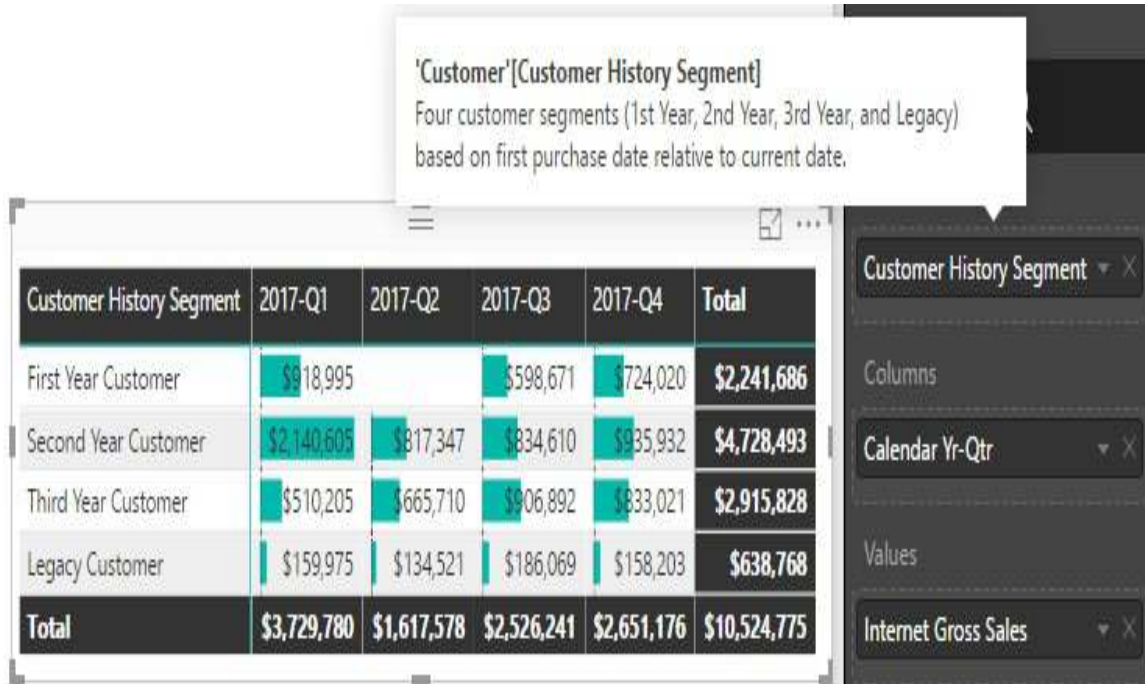 'Customer'[Customer History Segment]
Four customer segments (1st Year, 2nd Year, 3rd Year, and Legacy)
based on first purchase date relative to current date.
Customer History Segment 2017-Q1 2017-Q2 2017-Q3 2017-Q4 Total
First Year Customer $918,995 $598,671 $724,020 $2,241,686
Second Year Customer $2,140,605 $817,347 $834,610 $935,932 $4,728,493
Third Year Customer $510,205 $665,710 $906,892 $833,021 $2,915,828
Legacy Customer $159,975 $134,521 $186,069 $158,203 $638,768
Total $3,729,780 $1,617,578 $2,526,241 $2,651,176 $10,524,775
Customer History Segment
Columns
Calendar Yr-Qtr
Values
Internet Gross Sales